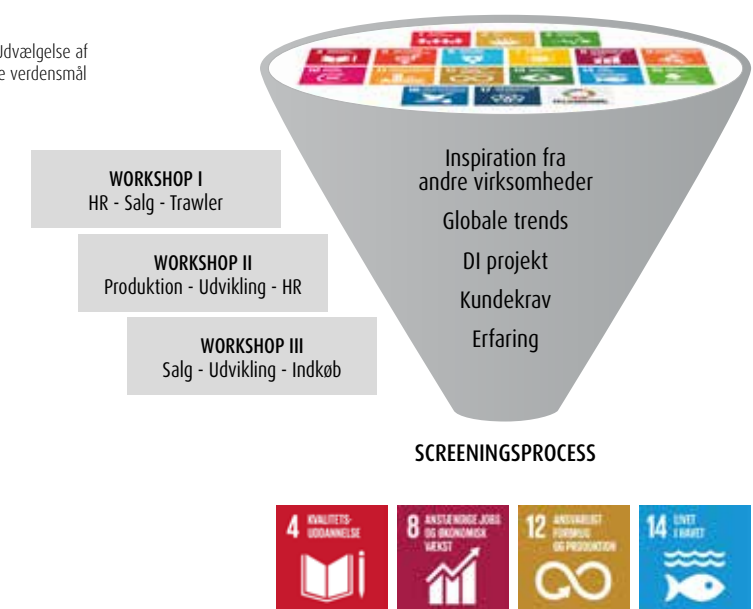 Udvælgelse af
e verdensmål
WORKSHOP I
HR - Salg - Trawler
WORKSHOP II
Produktion - Udvikling - HR
WORKSHOP III
Salg - Udvikling - Indkøb
Inspiration fra
andre virksomheder
Globale trends
DI projekt
Kundekrav
Erfaring
SCREENINGSPROCESS
4 KVALITETS-
UDDANNELSE
8 ANSTÆNDIGE JOBS
OG ØKONOMISK
VÆKST
12 ANSVARLIGT
FORBRUG
OG PRODUKTION
14 LIVET
I HAVET